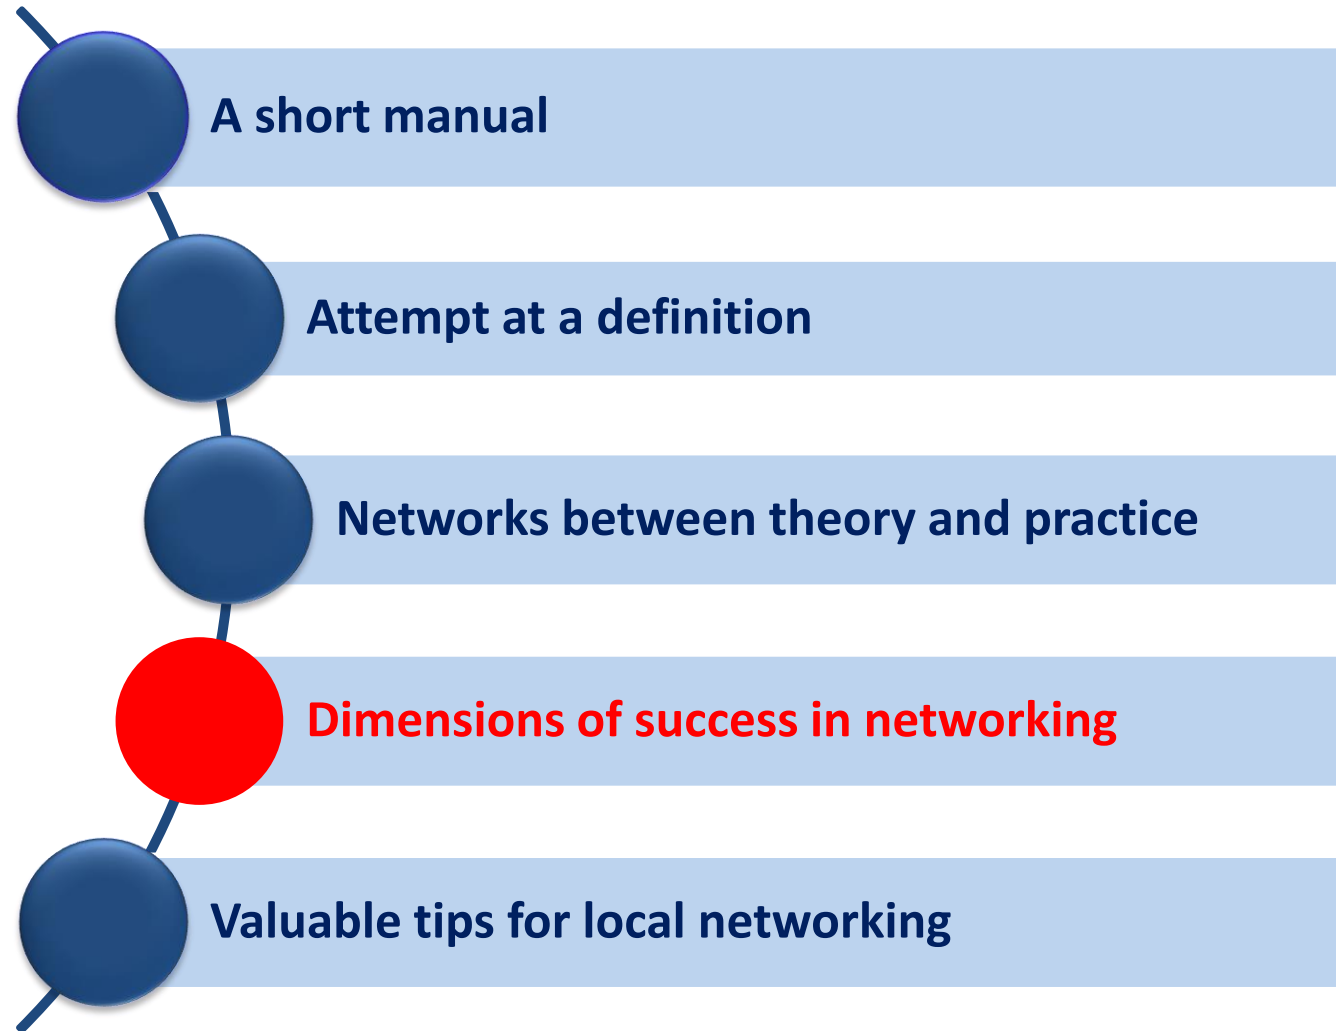 A short manual
Attempt at a definition
Networks between theory and practice
Dimensions of success in networking
Valuable tips for local networking